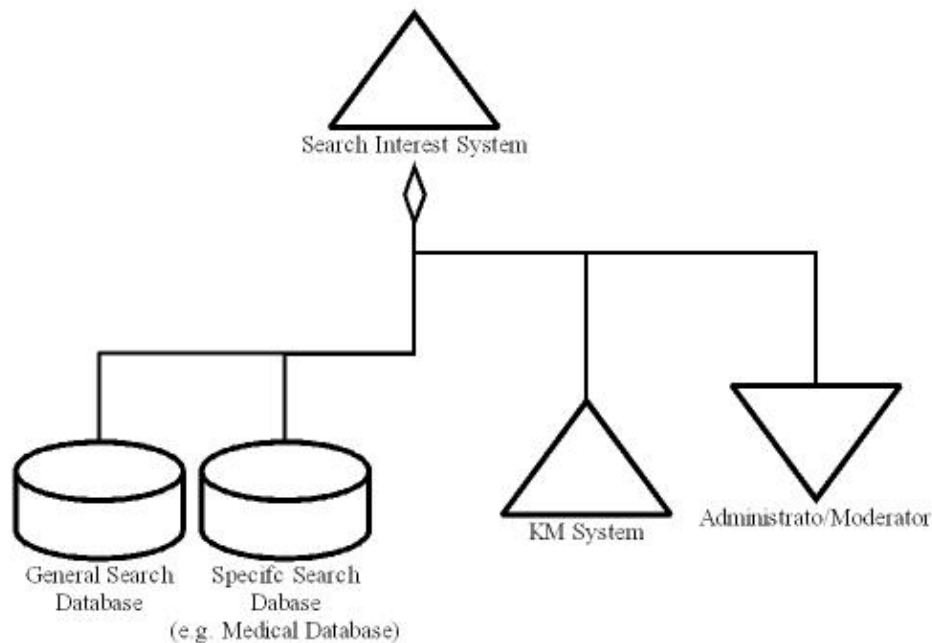 Search Interest System
KM System
Administrato/Moderator
General Search
Database
Specifc Search
Dabase
(e.g. Medical Database)